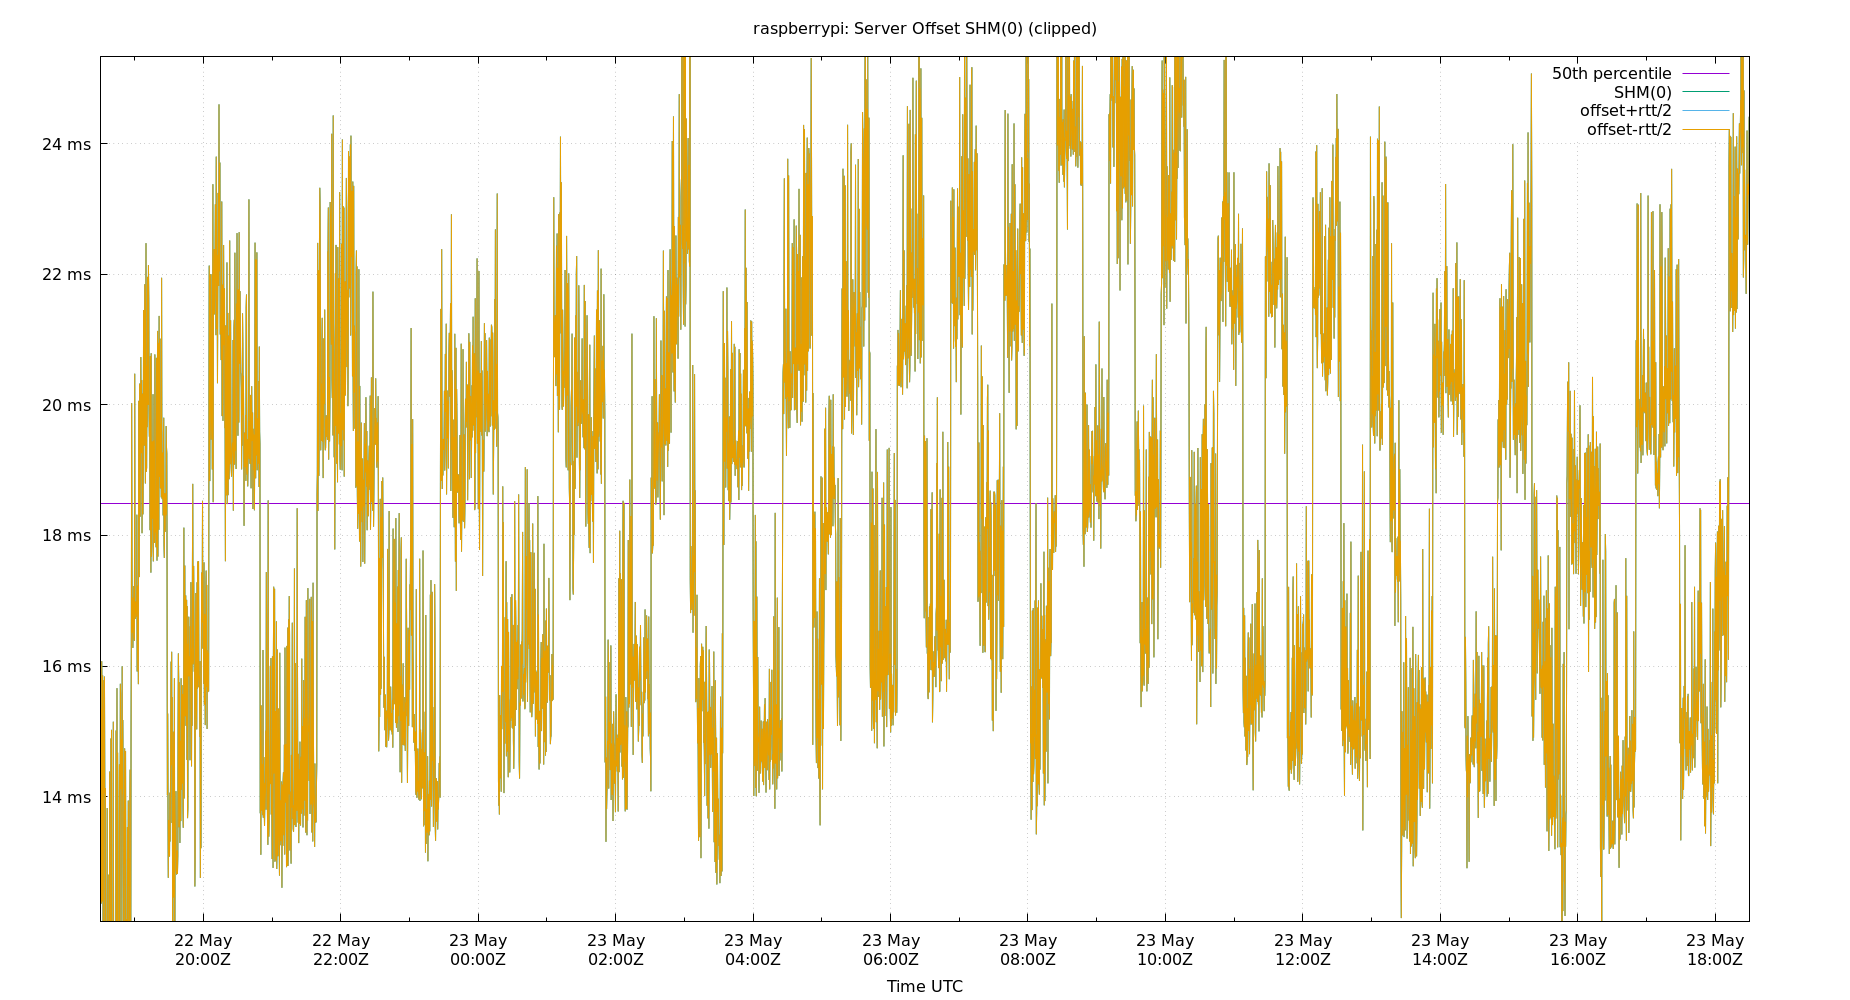 raspberrypi: Server Offset SHM(0) (clipped)
50th percentile
SHM(0)
offset+rtt/2
offset-rtt/2
24 ms
22 ms
20 ms
18 ms
16 ms
14 ms
22 May 22 May 23 May 23 May 23 May 23 May 23 May 23 May 23 May 23 May 23 May 23 May
20:00Z 22:00Z 00:00Z 02:00Z 04:00Z 06:00Z 08:00Z 10:00Z 12:00Z 14:00Z 16:00Z 18:00Z
Time UTC